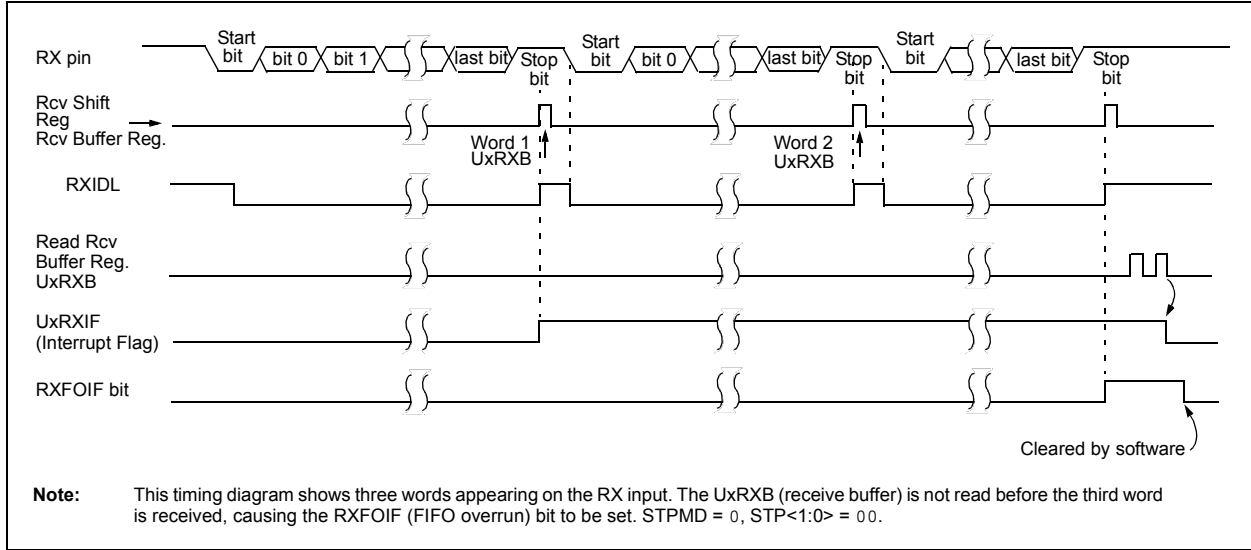 RX pin
Start
bit
bit 0
bit 1
last bit
Stop
bit
Start
bit
bit 0
last bit
Stop
bit
Start
bit
last bit
Stop
bit
Rcv Shift
Reg
Rcv Buffer Reg.
Word 1
UxRXB
Word 2
UxRXB
RXIDL
Read Rcv
Buffer Reg.
UxRXB
UxRXIF
(Interrupt Flag)
RXFOIF bit
Cleared by software
Note: This timing diagram shows three words appearing on the RX input. The UxRXB (receive buffer) is not read before the third word
is received, causing the RXFOIF (FIFO overrun) bit to be set. STPMD = 0, STP<1:0> = 00.